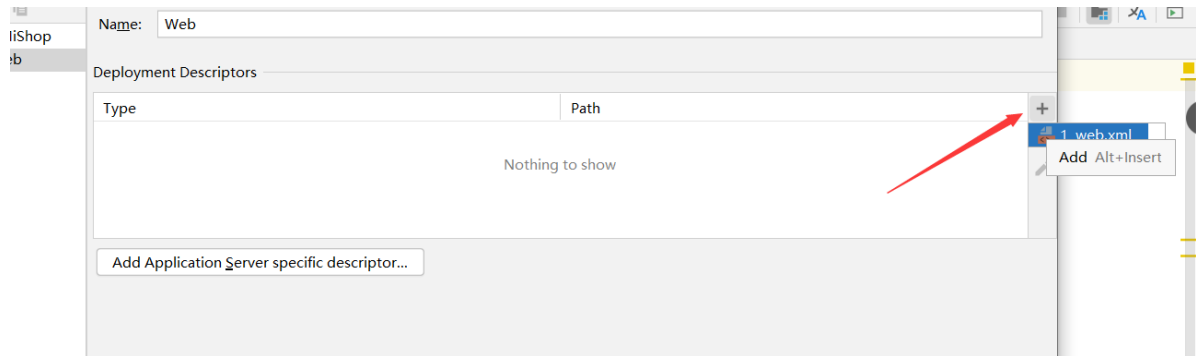 Name: Web
liShop
eb
Deployment Descriptors
Type Path
1 web.xml
Nothing to show
Add Alt+Insert
Add Application Server specific descriptor...